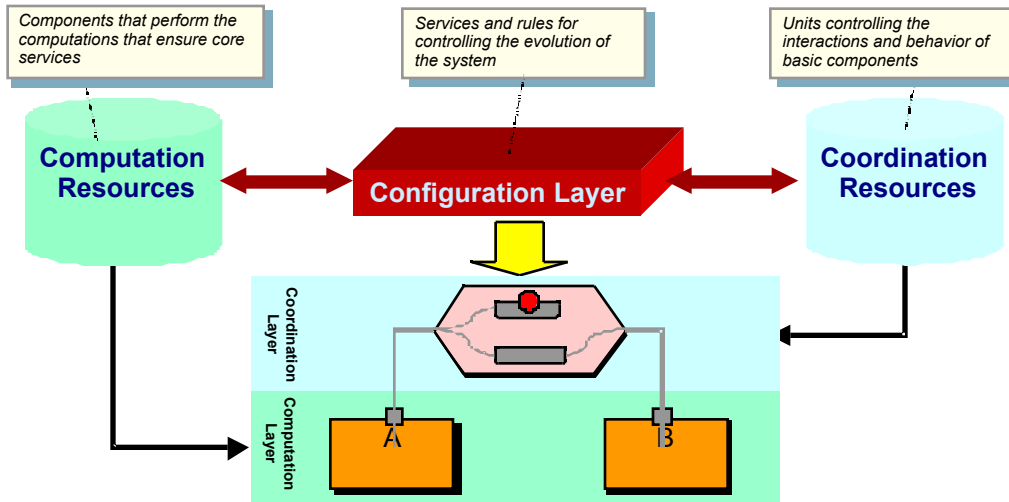 Components that perform the
computations that ensure core
services
Services and rules for
controlling the evolution of
the system
Units controlling the
interactions and behavior of
basic components
Computation
Resources
Configuration Layer
Coordination
Resources
Coordination
Layer
Computation
Layer
A
B